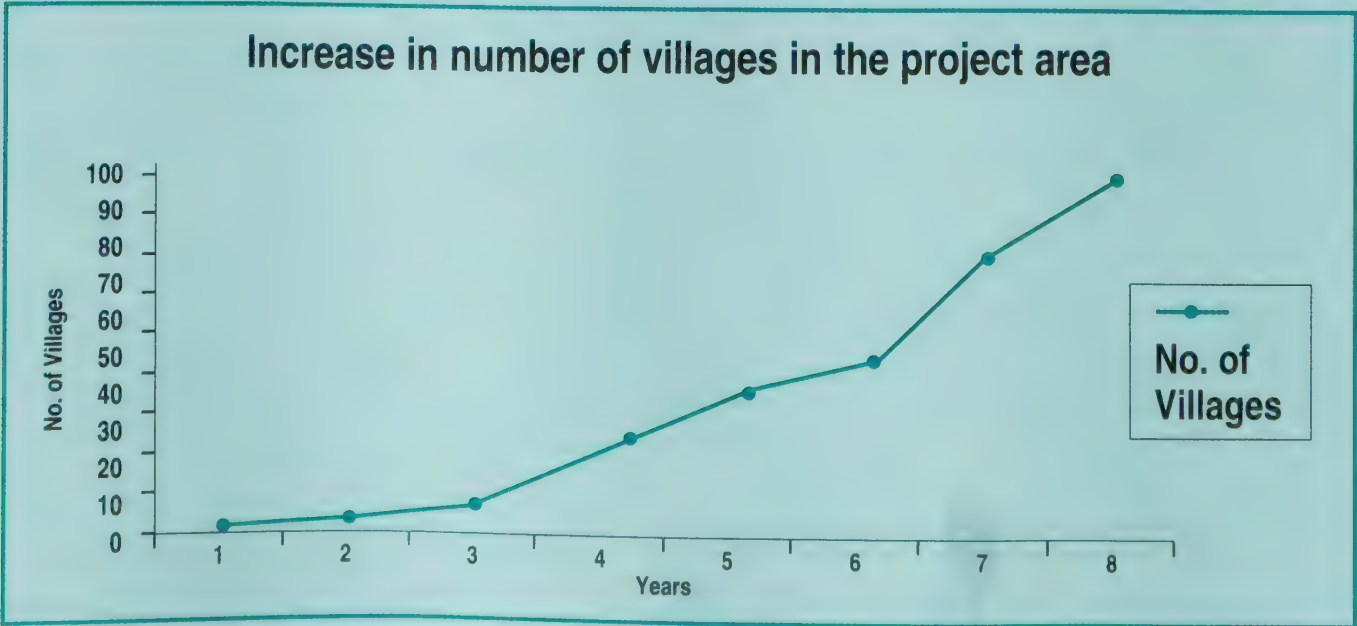 Increase in number of villages in the project area
100
90
80
70
60
50
40
30
20
10
0
No. of Villages
1 2 3 4 5 6 7 8
Years
No. of
Villages